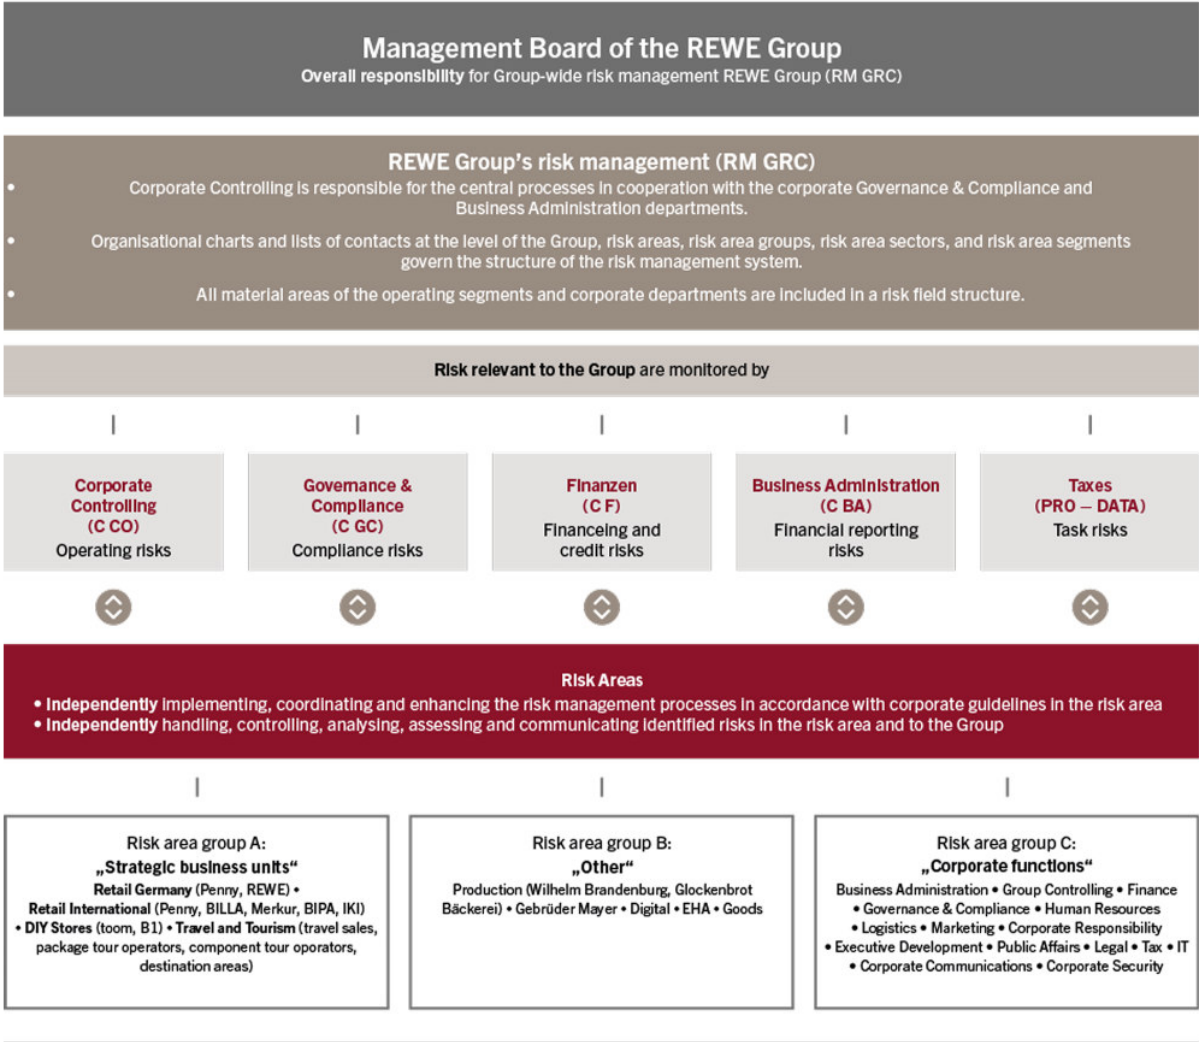 Management Board of the REWE Group
Overall responsibility for Group-wide risk management REWE Group (RM GRC)
REWE Group's risk management (RM GRC)
• Corporate Controlling is responsible for the central processes in cooperation with the corporate Governance & Compliance and
Business Administration departments.
• Organisational charts and lists of contacts at the level of the Group, risk areas, risk area groups, risk area sectors, and risk area segments
govern the structure of the risk management system.
• All material areas of the operating segments and corporate departments are included in a risk field structure.
Risk relevant to the Group are monitored by
Corporate
Controlling
(C CO)
Operating risks
Governance &
Compliance
(C GC)
Compliance risks
Finanzen
(C F)
Financeing and
credit risks
Business Administration
(C BA)
Financial reporting
risks
Taxes
(PRO – DATA)
Task risks
Risk Areas
• Independently implementing, coordinating and enhancing the risk management processes in accordance with corporate guidelines in the risk area
• Independently handling, controlling, analysing, assessing and communicating identified risks in the risk area and to the Group
Risk area group A:
„Strategic business units“
Retail Germany (Penny, REWE) •
Retail International (Penny, BILLA, Merkur, BIPA, IKI)
• DIY Stores (toom, B1) • Travel and Tourism (travel sales,
package tour operators, component tour oporators,
destination areas)
Risk area group B:
„Other“
Production (Wilhelm Brandenburg, Glockenbrot
Bäckerei) • Gebrüder Mayer • Digital • EHA • Goods
Risk area group C:
„Corporate functions“
Business Administration • Group Controlling • Finance
• Governance & Compliance • Human Resources
• Logistics • Marketing • Corporate Responsibility
• Executive Development • Public Affairs • Legal • Tax • IT
• Corporate Communications • Corporate Security